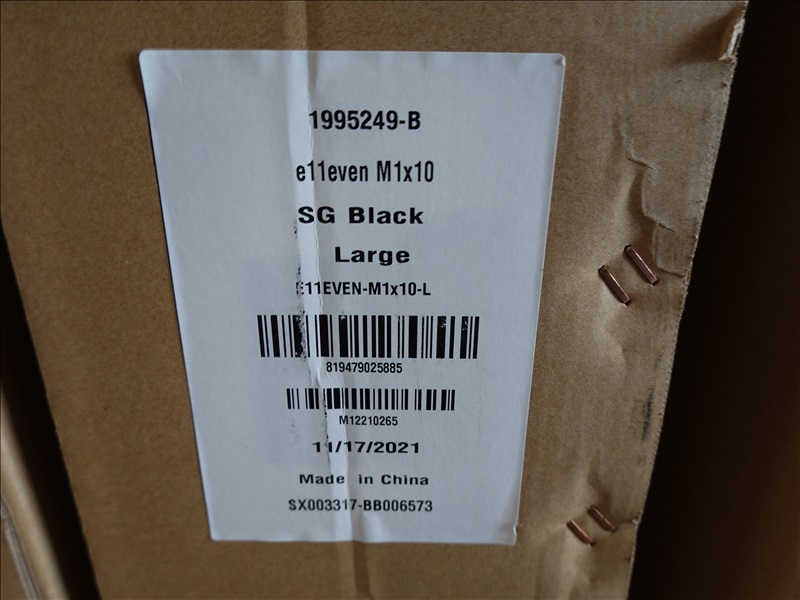 1995249-B
e11even M1x10
SG Black
Large
E11EVEN-M1x10-L
819479025885
M12210265
11/17/2021
Made in China
SX003317-BB006573